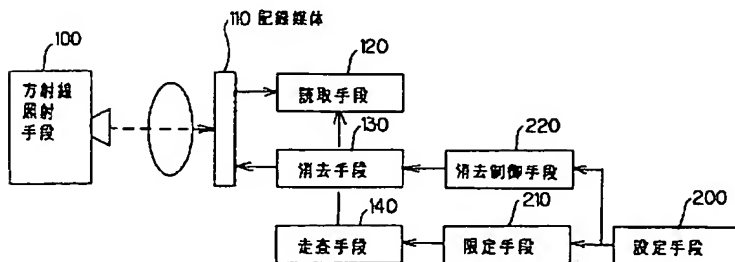 110 記録媒体
100
方射線
照射
手段
120
読取手段
130
消去手段
220
消去制御手段
140
走査手段
210
限定手段
200
設定手段